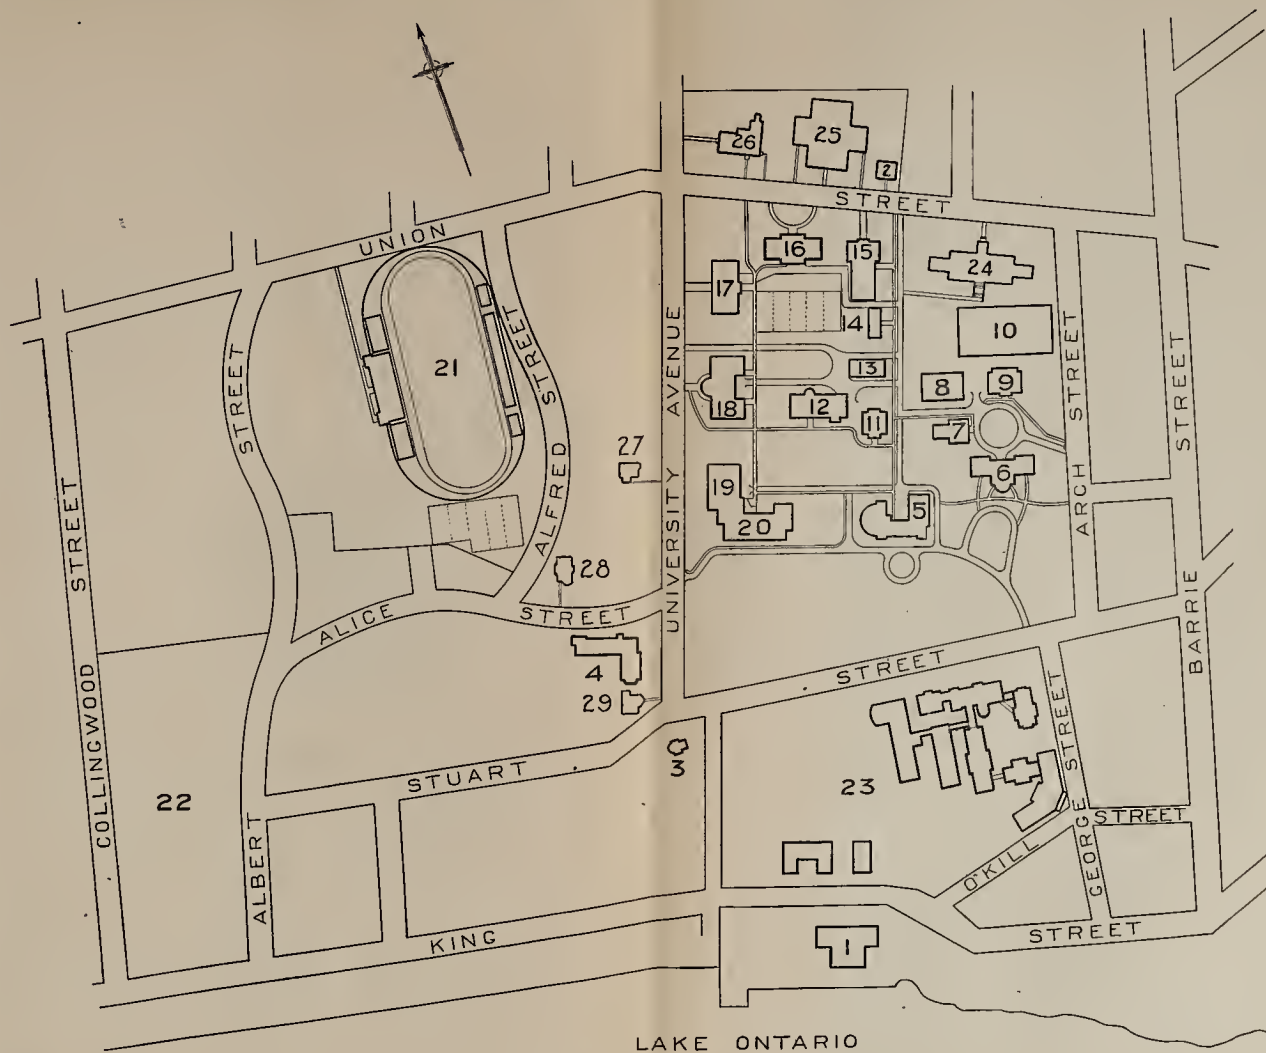 26
25
2
STREET
UNION
16
15
24
17
14
10
21
STREET
STREET
AVENUE
13
8
9
18
12
11
7
STREET
STREET
STREET
27
19
6
20
5
ARCH
ALFRED
STREET
28
UNIVERSITY
ALICE
STREET
BARRIE
4
STREET
29
COLLINGWOOD
STREET
3
STUART
23
22
GEORGE
STREET
ALBERT
O'KILL
KING
STREET
1
LAKE ONTARIO